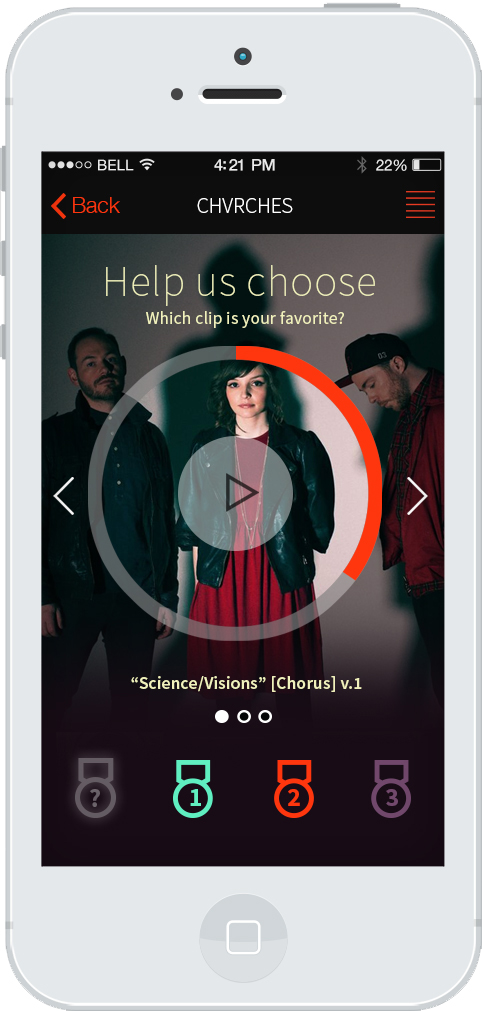 BELL 4:21 PM 22%
Back CHVRCHES
Help us choose
Which clip is your favorite?
03
“Science/Visions” [Chorus] v.1
? 1 2 3